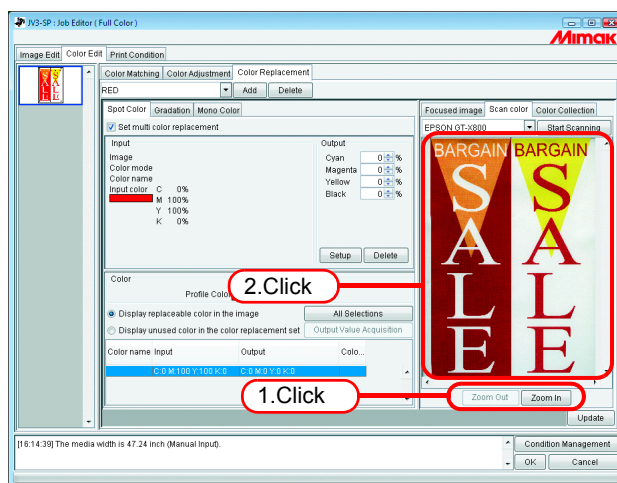 JV3-SP : Job Editor ( Full Color )
Mimaki
Image Edit Color Edit Print Condition
SALE
Color Matching Color Adjustment Color Replacement
RED Add Delete
Spot Color Gradation Mono Color
Set multi color replacement
Input
Image
Color mode
Color name
Input color C 0%
M 100%
Y 100%
K 0%
Output
Cyan 0 %
Magenta 0 %
Yellow 0 %
Black 0 %
Setup Delete
Color
Profile Color
2.Click
Display replaceable color in the image All Selections
Display unused color in the color replacement set Output Value Acquisition
Color name Input Output Colo...
C:0 M:100 Y:100 K:0 C:0 M:0 Y:0 K:0
1.Click
Focused image Scan color Color Collection
EPSON GT-X800 Start Scanning
BARGAIN BARGAIN
S S
A A
L L
E E
Zoom Out Zoom In
Update
[16:14:39] The media width is 47.24 inch (Manual Input).
Condition Management
OK Cancel